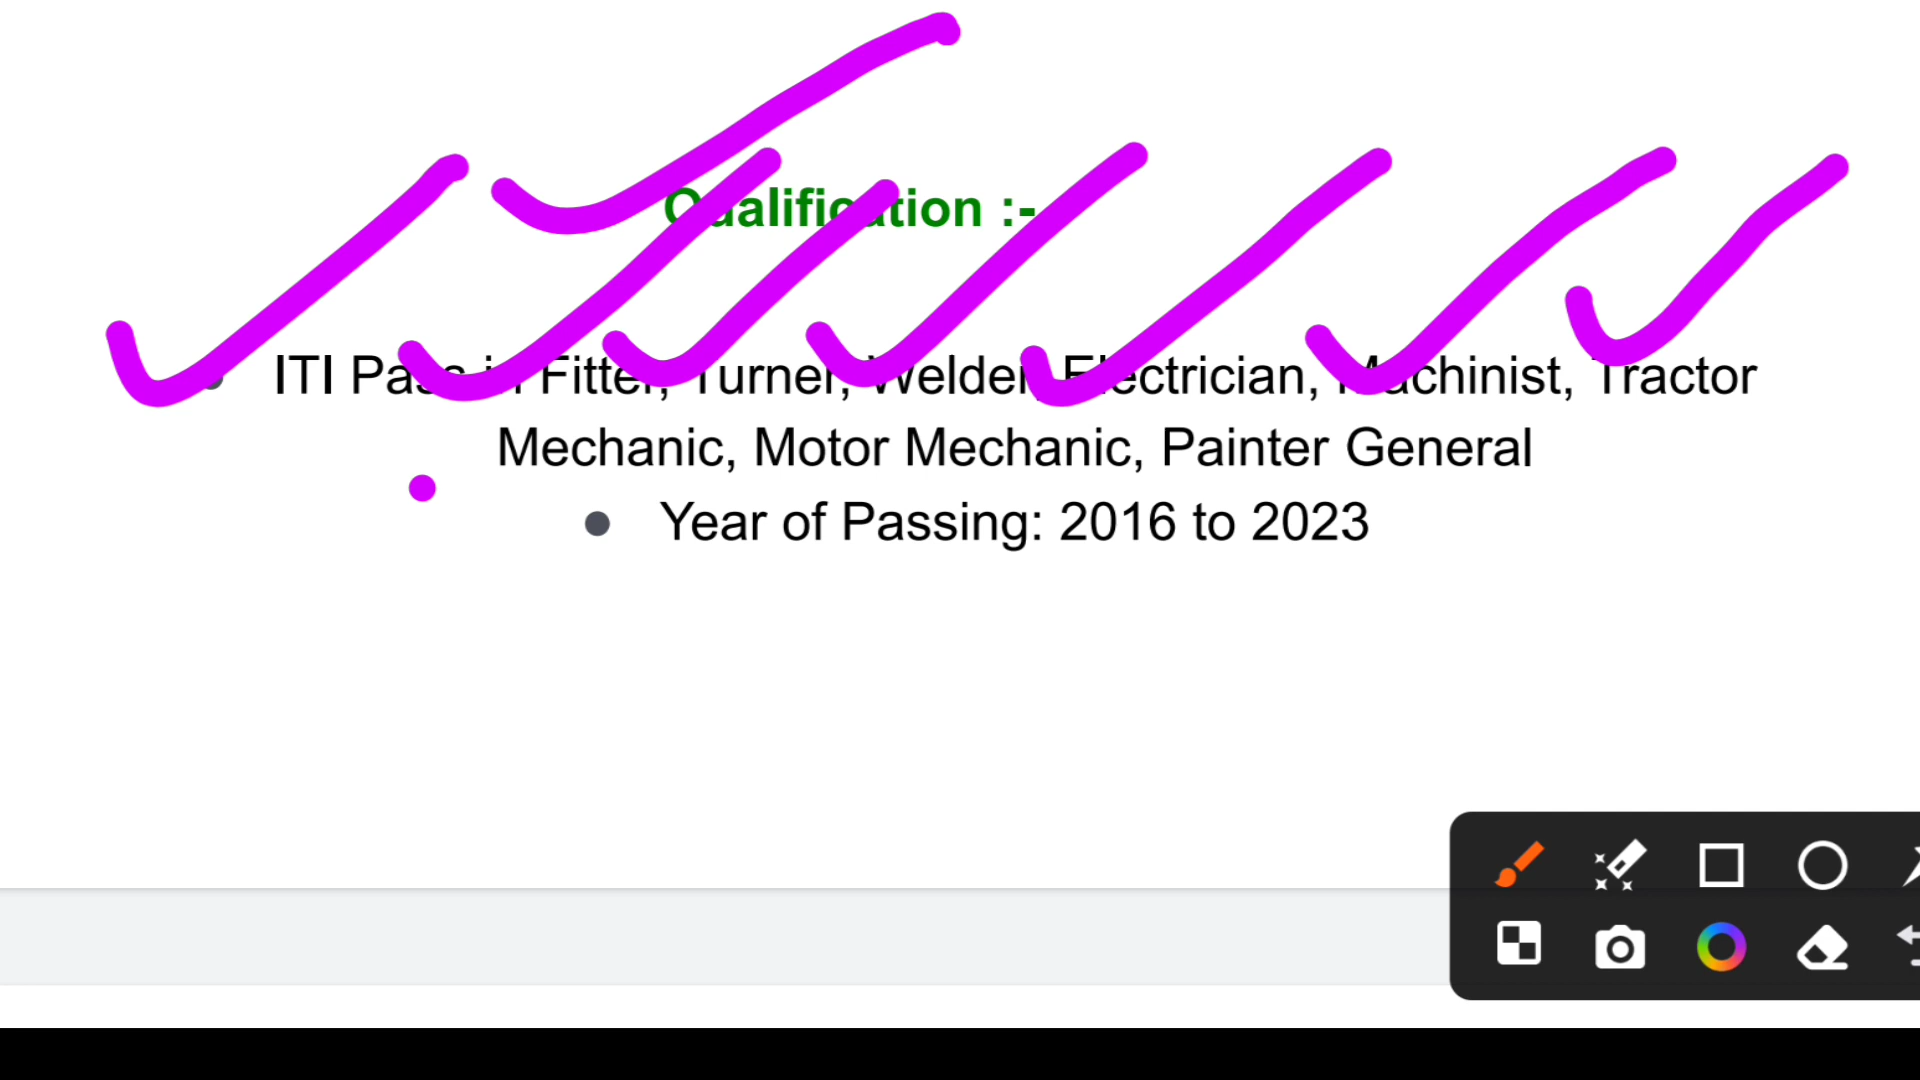 Qualification :-
ITI Pass in Fitter, Turner, Welder, Electrician, Machinist, Tractor
Mechanic, Motor Mechanic, Painter General
Year of Passing: 2016 to 2023